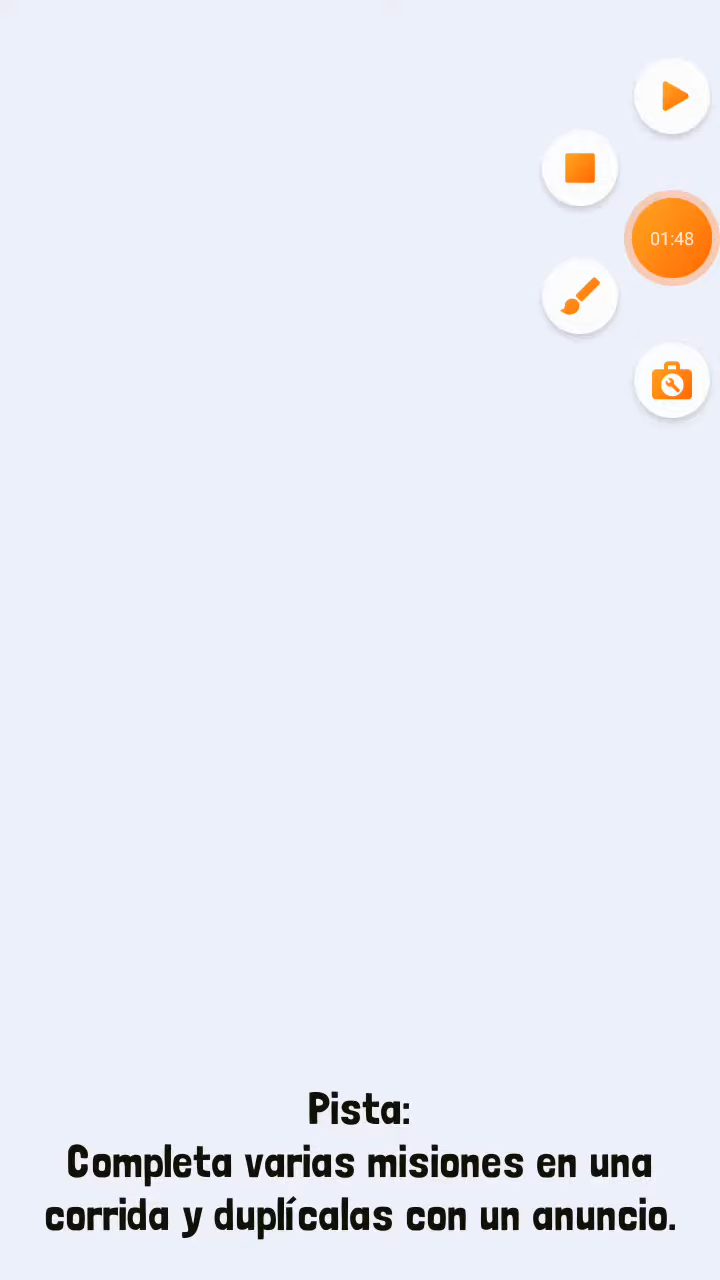 01:48
Pista:
Completa varias misiones en una
corrida y duplícalas con un anuncio.